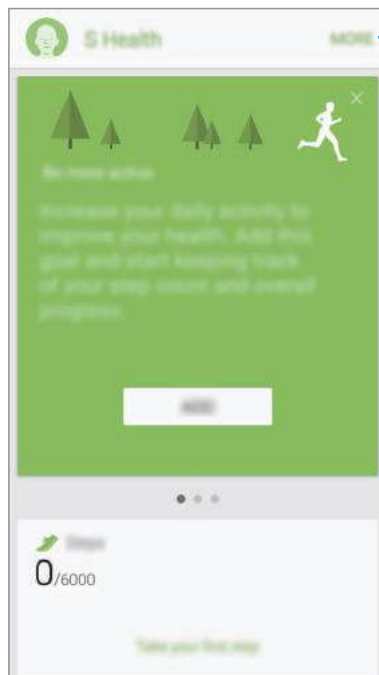 S Health
MORE
Be more active
Increase your daily activity to
improve your health. Add this
goal and start keeping track
of your step count and overall
progress.
ADD
Steps
0/6000
Take your first step